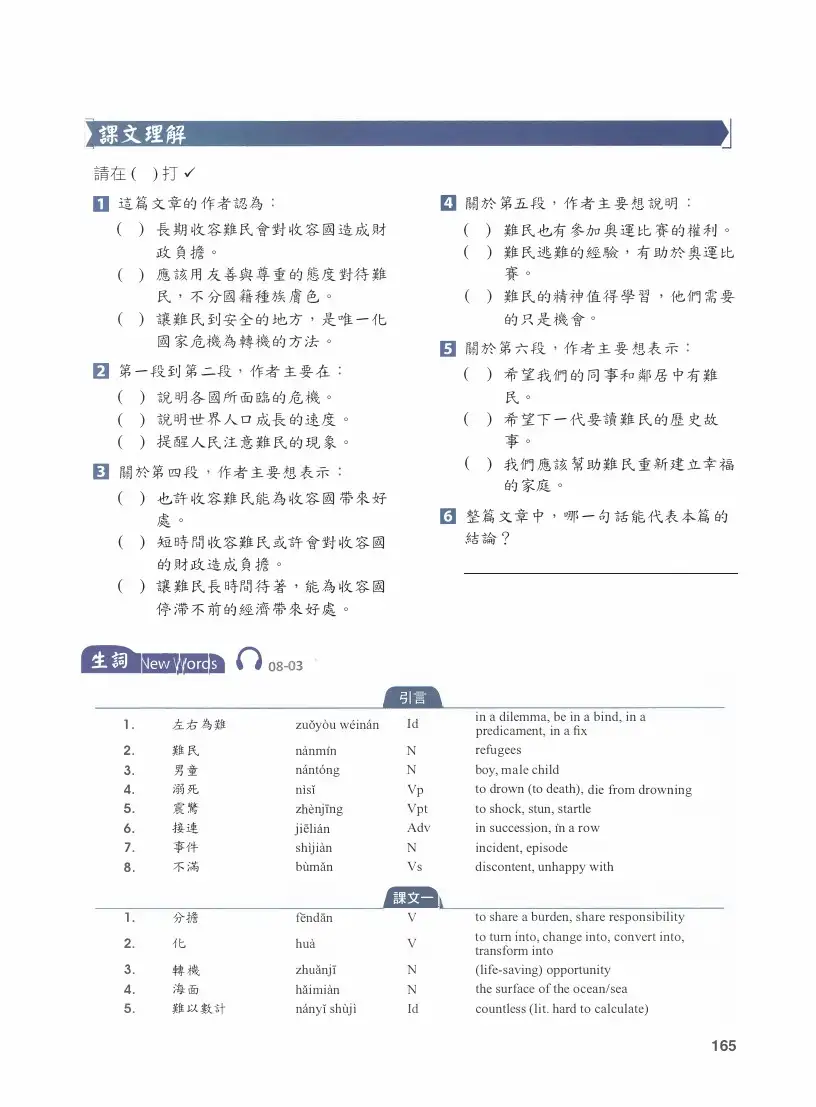 課文理解
請在 ( ) 打 ✓
1 這篇文章的作者認為：
( ) 長期收容難民會對收容國造成財
政負擔。
( ) 應該用友善與尊重的態度對待難
民，不分國籍種族膚色。
( ) 讓難民到安全的地方，是唯一化
國家危機為轉機的方法。
2 第一段到第二段，作者主要在：
( ) 說明各國所面臨的危機。
( ) 說明世界人口成長的速度。
( ) 提醒人民注意難民的現象。
3 關於第四段，作者主要想表示：
( ) 也許收容難民能為收容國帶來好
處。
( ) 短時間收容難民或許會對收容國
的財政造成負擔。
( ) 讓難民長時間待著，能為收容國
停滯不前的經濟帶來好處。
4 關於第五段，作者主要想說明：
( ) 難民也有參加奧運比賽的權利。
( ) 難民逃難的經驗，有助於奧運比
賽。
( ) 難民的精神值得學習，他們需要
的只是機會。
5 關於第六段，作者主要想表示：
( ) 希望我們的同事和鄰居中有難
民。
( ) 希望下一代要讀難民的歷史故
事。
( ) 我們應該幫助難民重新建立幸福
的家庭。
6 整篇文章中，哪一句話能代表本篇的
結論？
生詞 New Words 08-03
引言
1. 左右為難 zuǒyòu wéinán Id in a dilemma, be in a bind, in a
predicament, in a fix
2. 難民 nànmín N refugees
3. 男童 nántóng N boy, male child
4. 溺死 nìsǐ Vp to drown (to death), die from drowning
5. 震驚 zhènjīng Vpt to shock, stun, startle
6. 接連 jiēlián Adv in succession, in a row
7. 事件 shìjiàn N incident, episode
8. 不滿 bùmǎn Vs discontent, unhappy with
課文一
1. 分擔 fēndān V to share a burden, share responsibility
2. 化 huà V to turn into, change into, convert into,
transform into
3. 轉機 zhuǎnjī N (life-saving) opportunity
4. 海面 hǎimiàn N the surface of the ocean/sea
5. 難以數計 nányǐ shùjì Id countless (lit. hard to calculate)
165